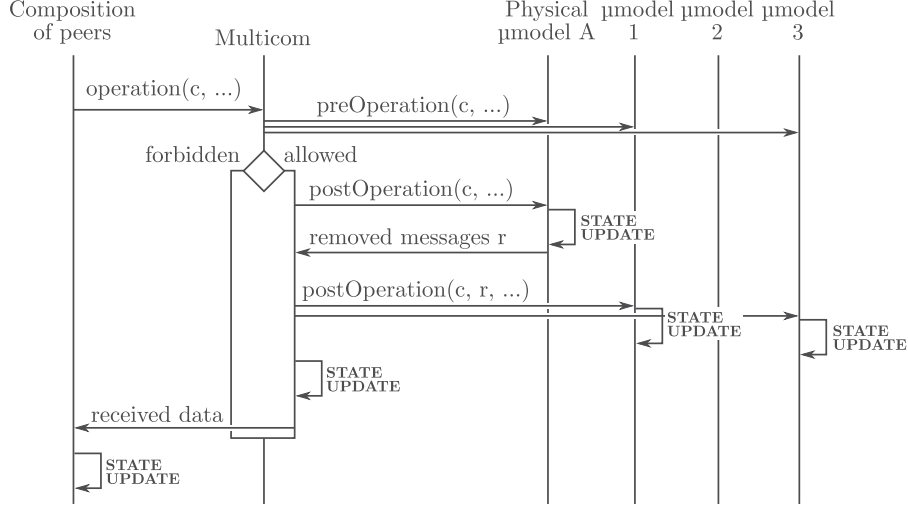 Composition
of peers
Multicom
Physical
µmodel A
µmodel
1
µmodel
2
µmodel
3
operation(c, ...)
preOperation(c, ...)
forbidden
allowed
postOperation(c, ...)
STATE
UPDATE
removed messages r
postOperation(c, r, ...)
STATE
UPDATE
STATE
UPDATE
STATE
UPDATE
received data
STATE
UPDATE